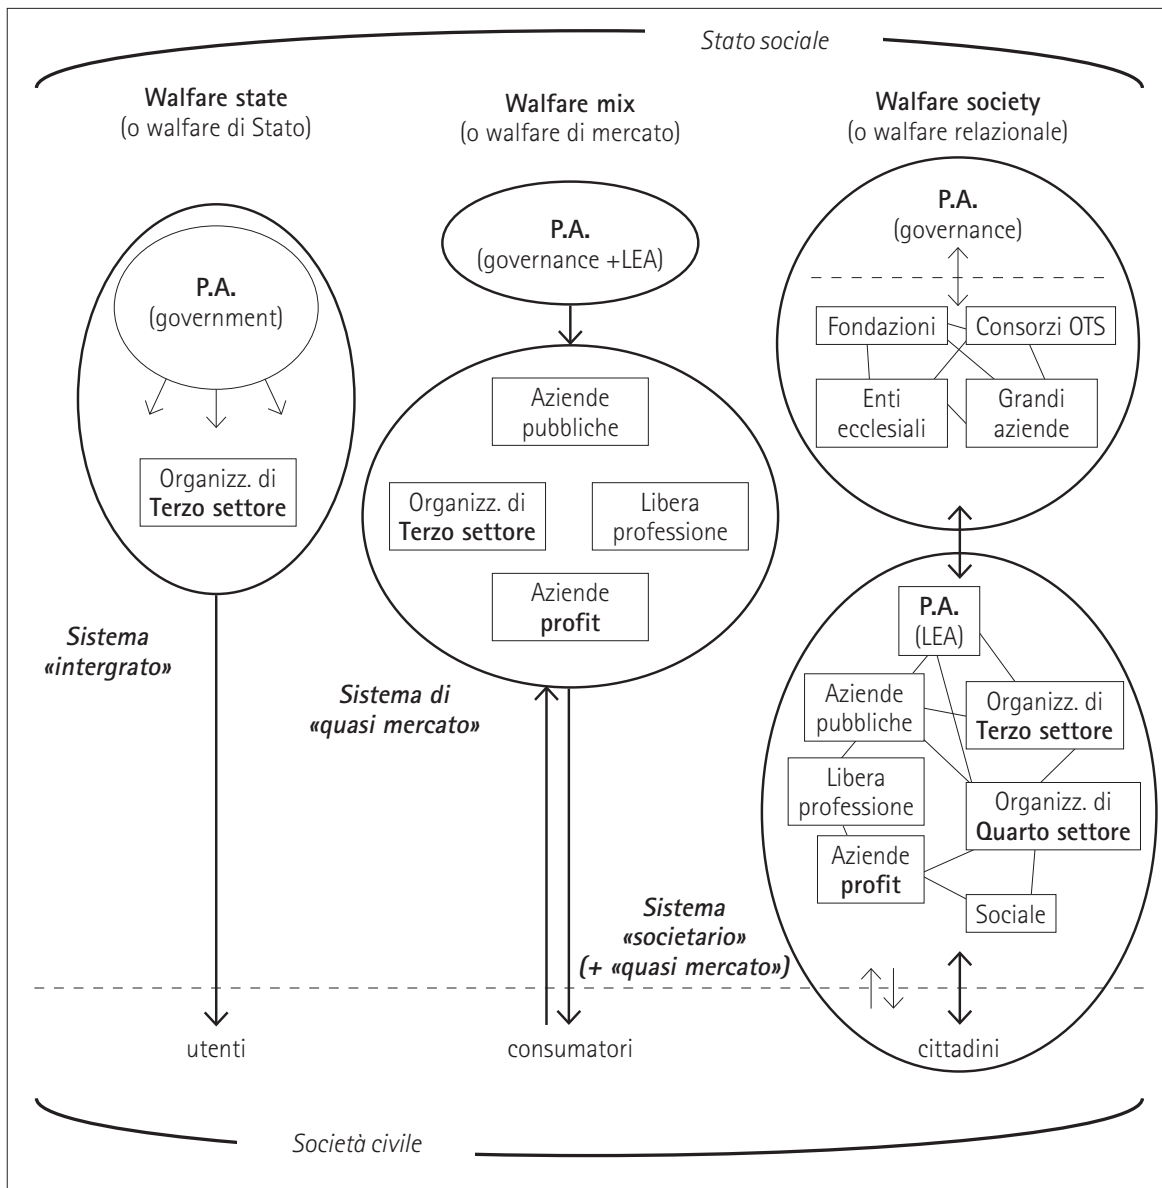 Stato sociale
Walfare state
(o walfare di Stato)
P.A.
(government)
Organizz. di
Terzo settore
Sistema
«intergrato»
utenti
Walfare mix
(o walfare di mercato)
P.A.
(governance +LEA)
Aziende
pubbliche
Organizz. di
Terzo settore
Libera
professione
Aziende
profit
Sistema di
«quasi mercato»
consumatori
Walfare society
(o walfare relazionale)
P.A.
(governance)
Fondazioni
Consorzi OTS
Enti
ecclesiali
Grandi
aziende
P.A.
(LEA)
Aziende
pubbliche
Organizz. di
Terzo settore
Libera
professione
Organizz. di
Quarto settore
Aziende
profit
Sociale
Sistema
«societario»
(+ «quasi mercato»)
cittadini
Società civile